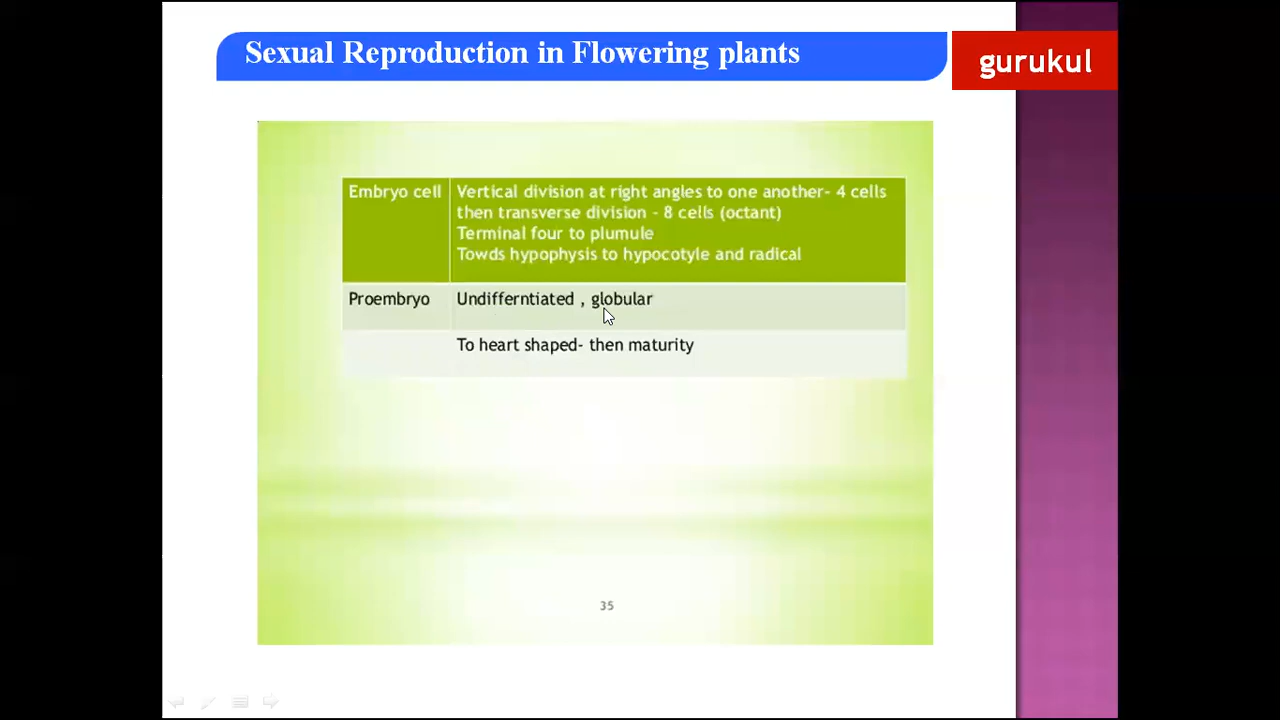 Sexual Reproduction in Flowering plants
gurukul
Embryo cell
Vertical division at right angles to one another- 4 cells
then transverse division - 8 cells (octant)
Terminal four to plumule
Towds hypophysis to hypocotyle and radical
Proembryo
Undifferntiated , globular
To heart shaped- then maturity
35